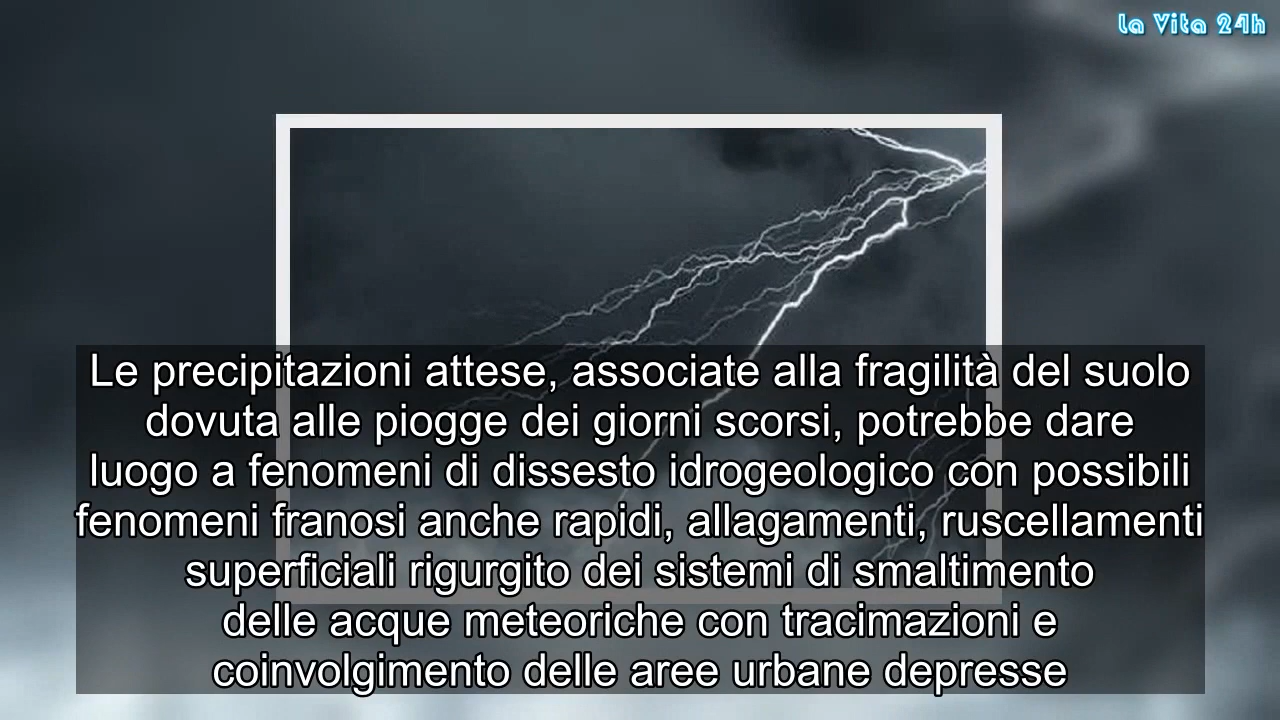 La Vita 24h
Le precipitazioni attese, associate alla fragilità del suolo
dovuta alle piogge dei giorni scorsi, potrebbe dare
luogo a fenomeni di dissesto idrogeologico con possibili
fenomeni franosi anche rapidi, allagamenti, ruscellamenti
superficiali rigurgito dei sistemi di smaltimento
delle acque meteoriche con tracimazioni e
coinvolgimento delle aree urbane depresse